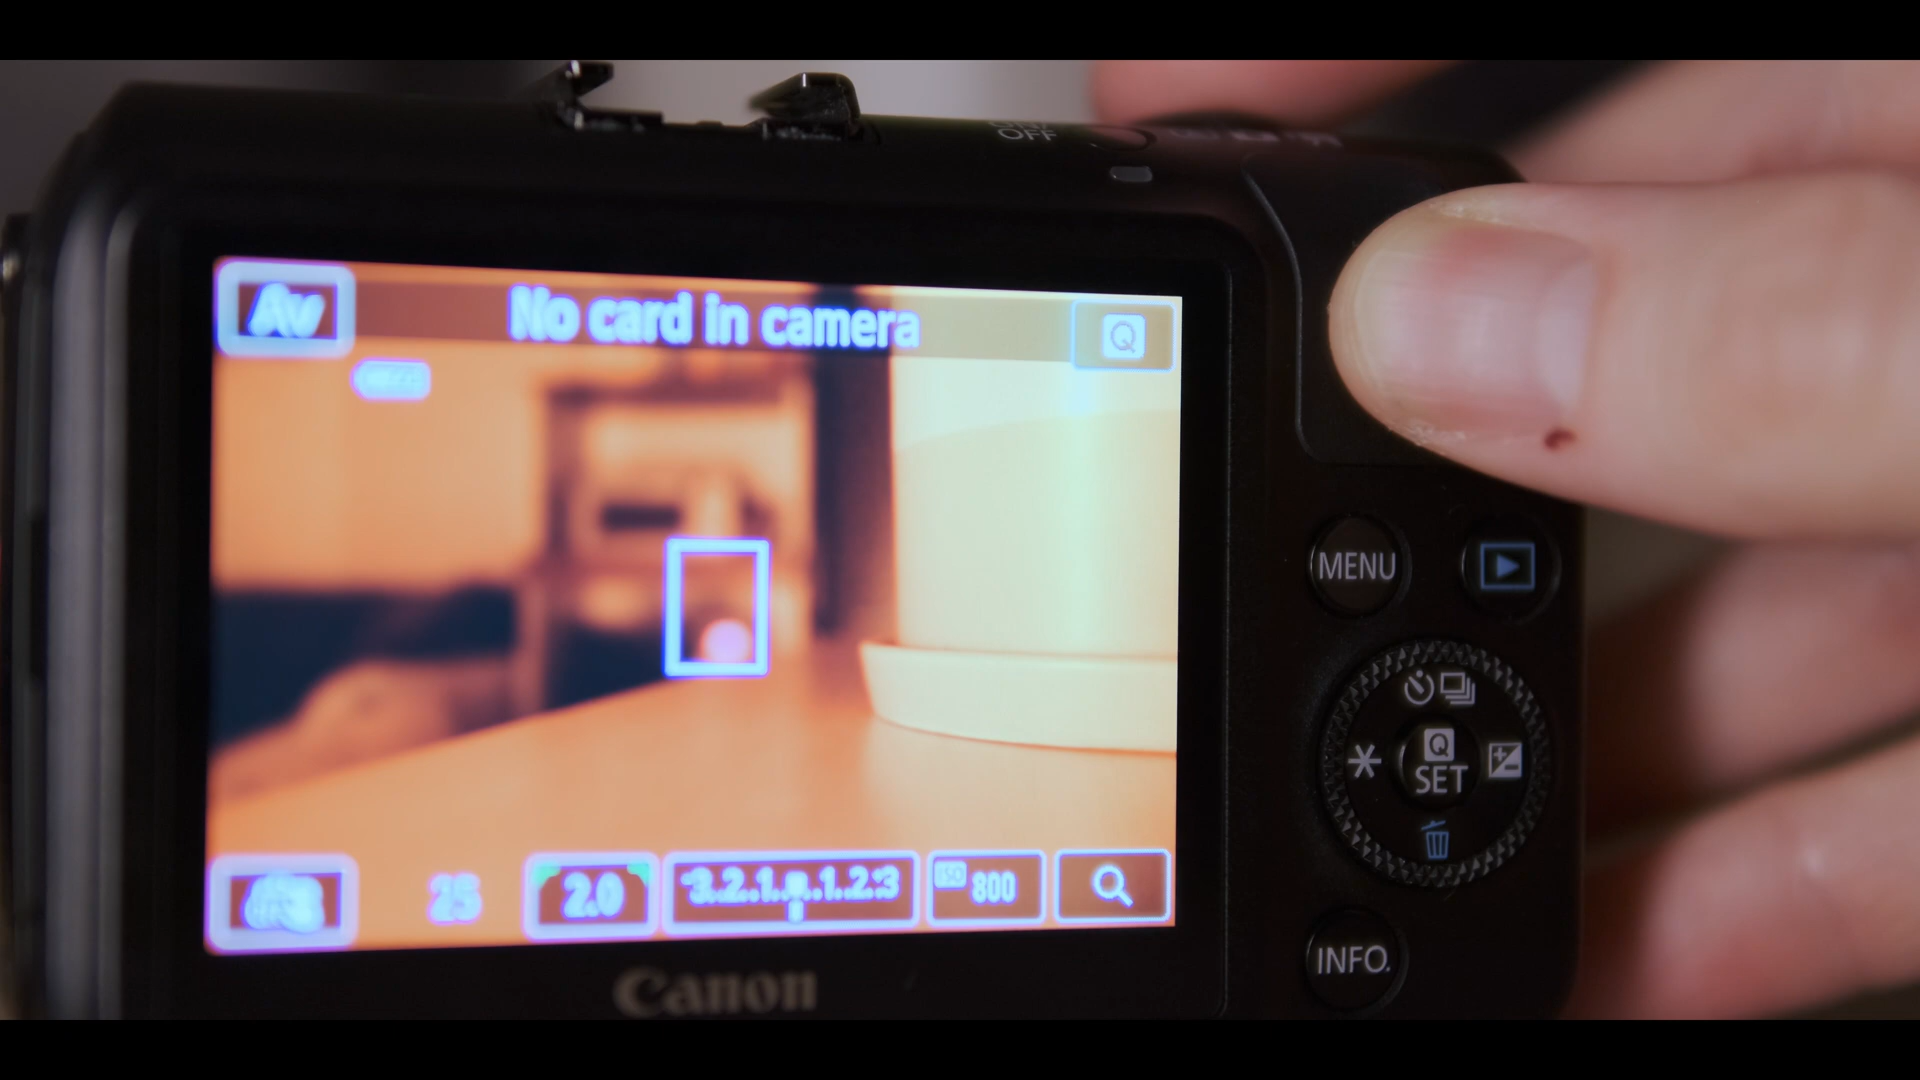 OFF
Av
No card in camera
Q
25
2.0
-3..2..1..0..1..2..+3
ISO 800
MENU
Q
SET
INFO.
Canon